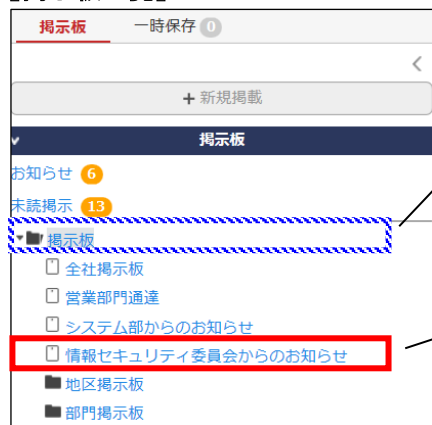 掲示板 一時保存 0
+ 新規掲載
掲示板
お知らせ 6
未読掲示 13
掲示板
全社掲示板
営業部門通達
システム部からのお知らせ
情報セキュリティ委員会からのお知らせ
地区掲示板
部門掲示板